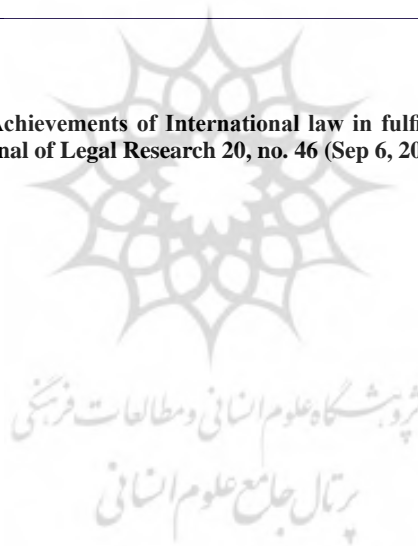 Achievements of International law in fulfi
nal of Legal Research 20, no. 46 (Sep 6, 20
پژوهشگاه علوم انسانی و مطالعات فرهنگی
پرتال جامع علوم انسانی